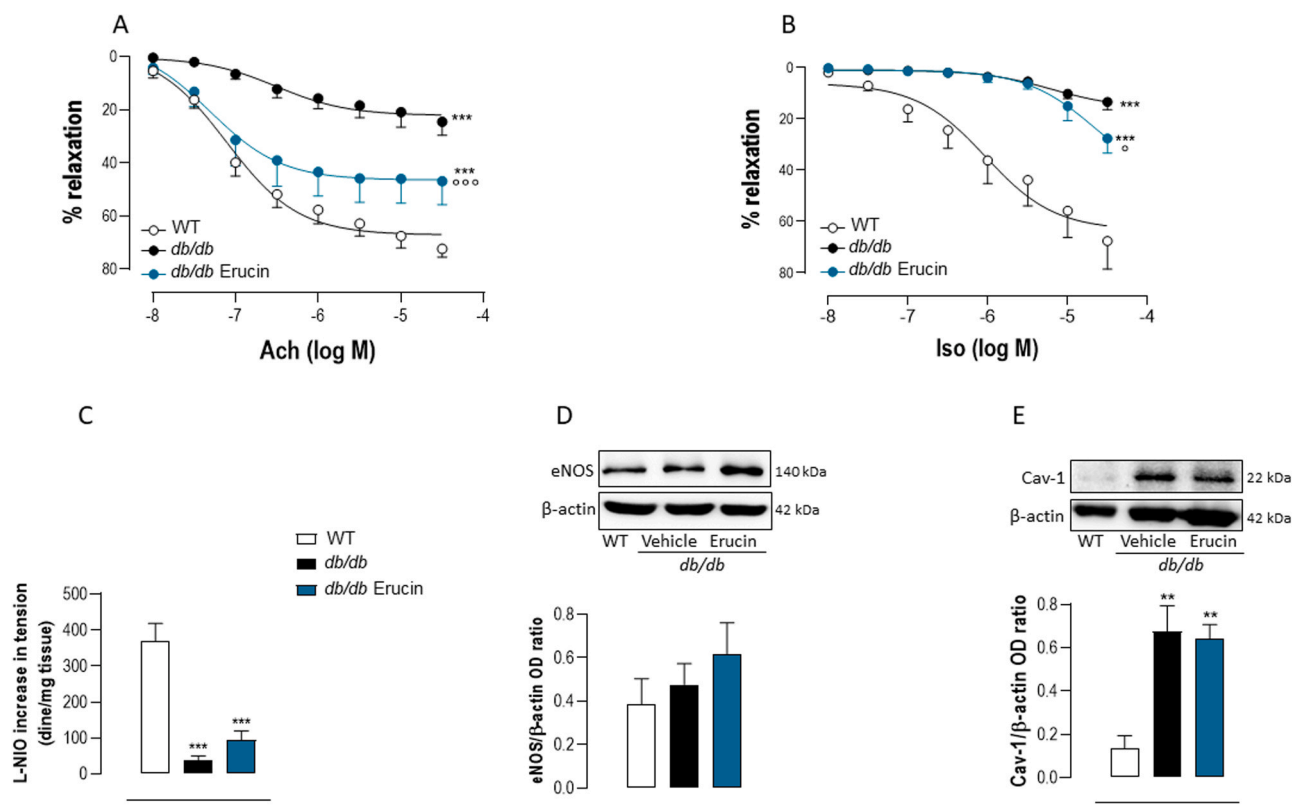 A
0
20
40
60
80
% relaxation
***
***
°°°
WT
db/db
db/db Erucin
-8
-7
-6
-5
-4
Ach (log M)
B
0
20
40
60
80
% relaxation
***
***
°
WT
db/db
db/db Erucin
-8
-7
-6
-5
-4
Iso (log M)
C
WT
db/db
db/db Erucin
L-NIO increase in tension
(dine/mg tissue)
500
400
300
200
100
0
***
***
D
eNOS
140 kDa
β-actin
42 kDa
WT Vehicle Erucin
db/db
eNOS/β-actin OD ratio
0.8
0.6
0.4
0.2
0.0
E
Cav-1
22 kDa
β-actin
42 kDa
WT Vehicle Erucin
db/db
Cav-1/β-actin OD ratio
0.8
0.6
0.4
0.2
0.0
**
**